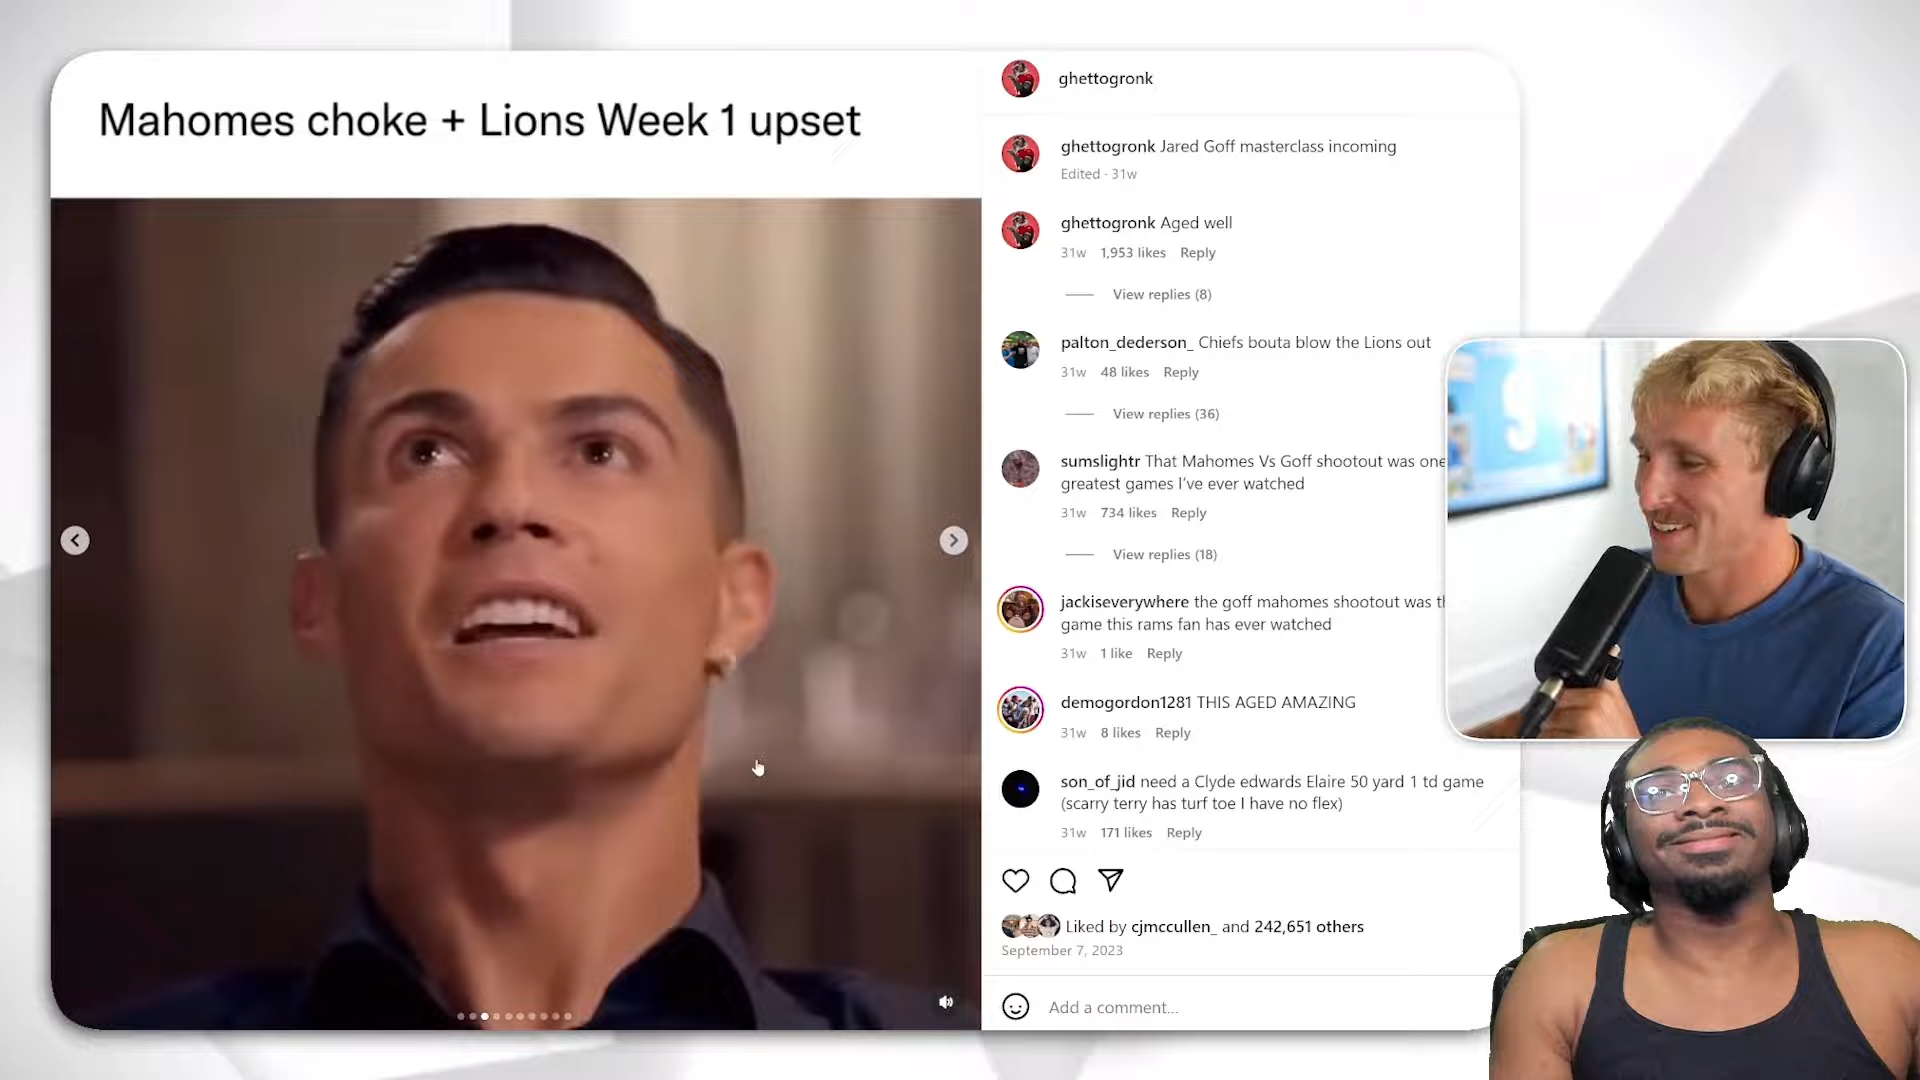 Mahomes choke + Lions Week 1 upset
ghettogronk
ghettogronk Jared Goff masterclass incoming
Edited · 31w
ghettogronk Aged well
31w 1,953 likes Reply
View replies (8)
palton_dederson_ Chiefs bouta blow the Lions out
31w 48 likes Reply
View replies (36)
sumslightr That Mahomes Vs Goff shootout was one
greatest games I've ever watched
31w 734 likes Reply
View replies (18)
jackiseverywhere the goff mahomes shootout was
game this rams fan has ever watched
31w 1 like Reply
demogordon1281 THIS AGED AMAZING
31w 8 likes Reply
son_of_jid need a Clyde edwards Elaire 50 yard 1 td game
(scarry terry has turf toe I have no flex)
31w 171 likes Reply
Liked by cjmccullen_ and 242,651 others
September 7, 2023
Add a comment...
9